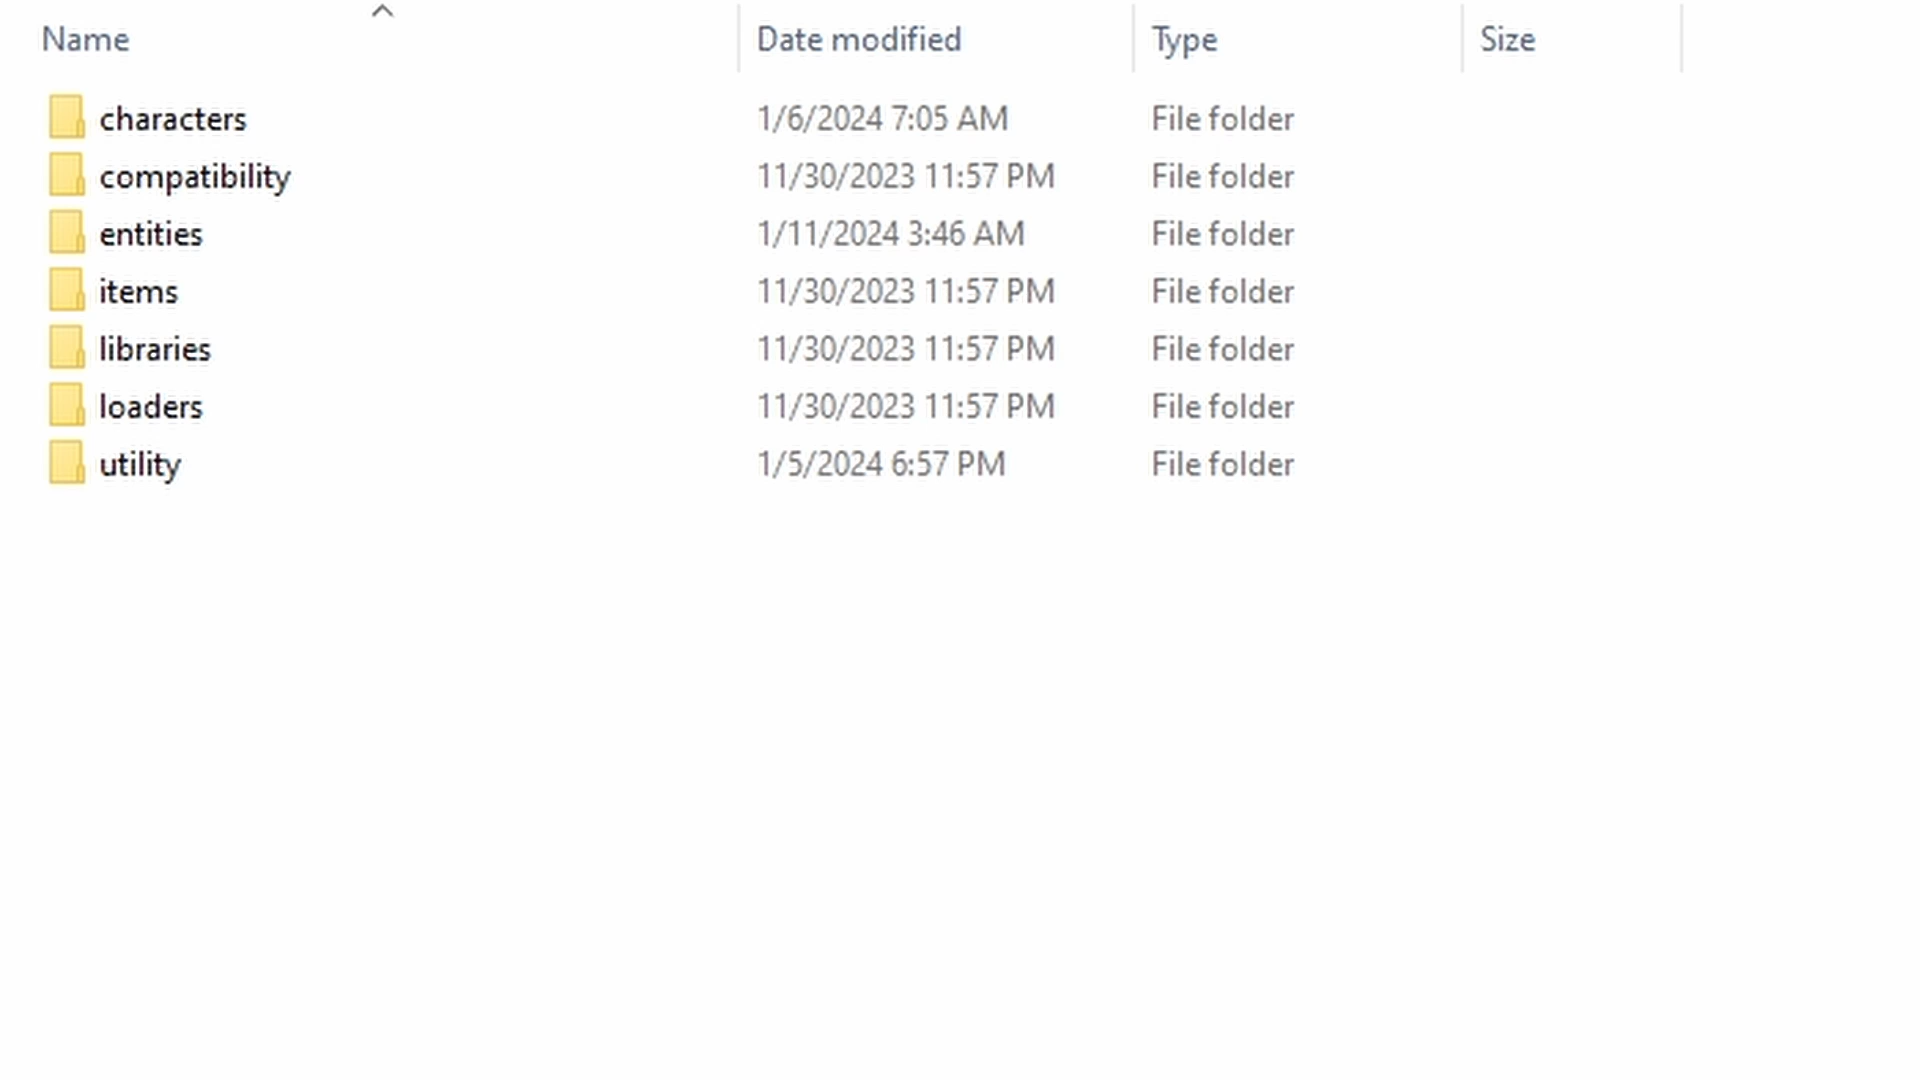 Name Date modified Type Size
characters 1/6/2024 7:05 AM File folder
compatibility 11/30/2023 11:57 PM File folder
entities 1/11/2024 3:46 AM File folder
items 11/30/2023 11:57 PM File folder
libraries 11/30/2023 11:57 PM File folder
loaders 11/30/2023 11:57 PM File folder
utility 1/5/2024 6:57 PM File folder